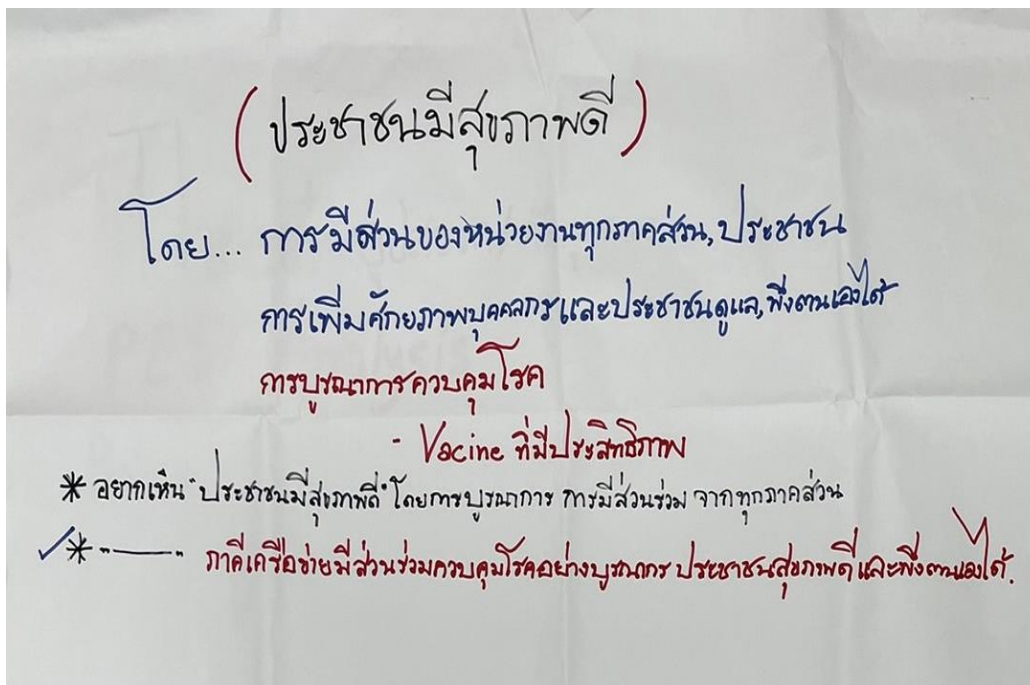 (ประชาชนมีสุขภาพดี)
โดย... การมีส่วนของหน่วยงานทุกภาคส่วน, ประชาชน
การเพิ่มศักยภาพบุคคลกรและประชาชนดูแล, พึ่งตนเองได้
การบูรณาการควบคุมโรค
- Vacine ที่มีประสิทธิภาพ
* อยากเห็น "ประชาชนมีสุขภาพดี" โดยการบูรณาการ การมีส่วนร่วม จากทุกภาคส่วน
✓* "——" ภาคีเครือข่ายมีส่วนร่วมควบคุมโรคอย่างบูรณาการ ประชาชนสุขภาพดีและพึ่งตนเองได้.